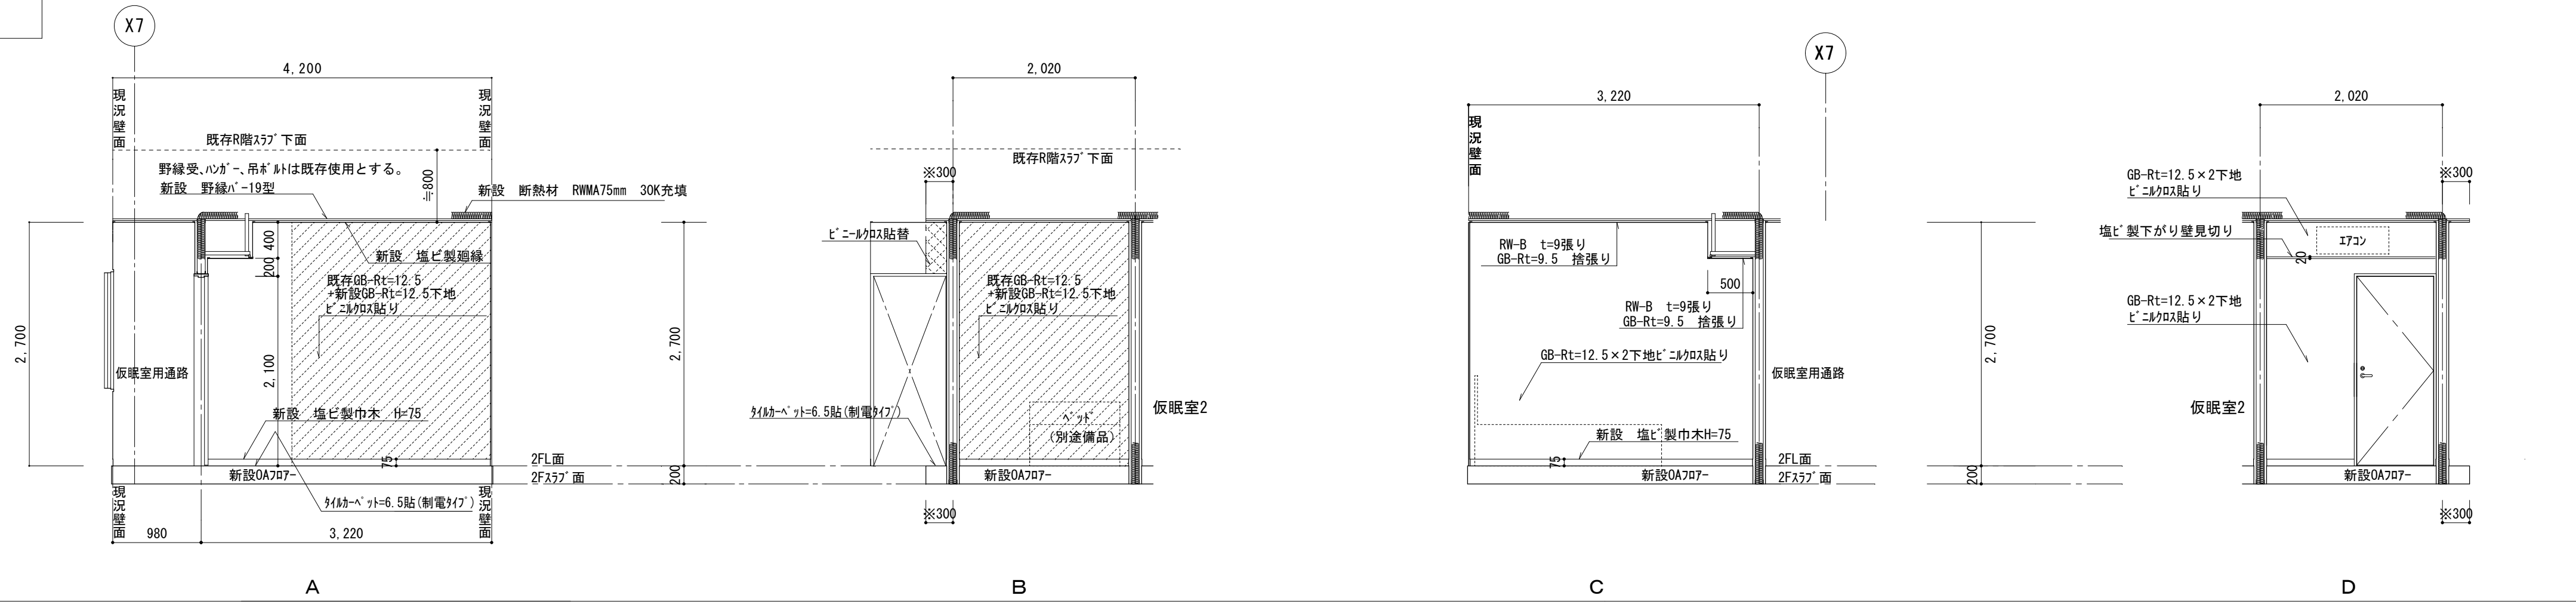 X7
4,200
現況壁面
現況壁面
既存R階ｽﾗﾌﾞ下面
野縁受､ﾊﾝｶﾞｰ､吊ﾎﾞﾙﾄは既存使用とする。
新設　野縁ﾊﾞｰ19型
≒800
新設　断熱材　RWMA75mm　30K充填
2,700
400
200
新設　塩ﾋﾞ製廻縁
既存GB-Rt=12.5
+新設GB-Rt=12.5下地
ﾋﾞﾆﾙｸﾛｽ貼り
2,100
仮眠室用通路
新設　塩ﾋﾞ製巾木　H=75
75
新設OAﾌﾛｱｰ
2FL面
2Fｽﾗﾌﾞ面
ﾀｲﾙｶｰﾍﾟｯﾄ=6.5貼(制電ﾀｲﾌﾟ)
現況壁面
現況壁面
980
3,220
A
2,020
既存R階ｽﾗﾌﾞ下面
※300
ﾋﾞﾆｰﾙｸﾛｽ貼替
既存GB-Rt=12.5
+新設GB-Rt=12.5下地
ﾋﾞﾆﾙｸﾛｽ貼り
2,700
ﾀｲﾙｶｰﾍﾟｯﾄ=6.5貼(制電ﾀｲﾌﾟ)
ﾍﾞｯﾄﾞ
(別途備品)
仮眠室2
新設OAﾌﾛｱｰ
200
※300
B
X7
3,220
現況壁面
RW-B　t=9張り
GB-Rt=9.5　捨張り
500
RW-B　t=9張り
GB-Rt=9.5　捨張り
GB-Rt=12.5×2下地ﾋﾞﾆﾙｸﾛｽ貼り
仮眠室用通路
新設　塩ﾋﾞ製巾木H=75
75
新設OAﾌﾛｱｰ
2FL面
2Fｽﾗﾌﾞ面
C
2,020
※300
GB-Rt=12.5×2下地
ﾋﾞﾆﾙｸﾛｽ貼り
塩ﾋﾞ製下がり壁見切り
ｴｱｺﾝ
20
GB-Rt=12.5×2下地
ﾋﾞﾆﾙｸﾛｽ貼り
2,700
仮眠室2
新設OAﾌﾛｱｰ
200
※300
D